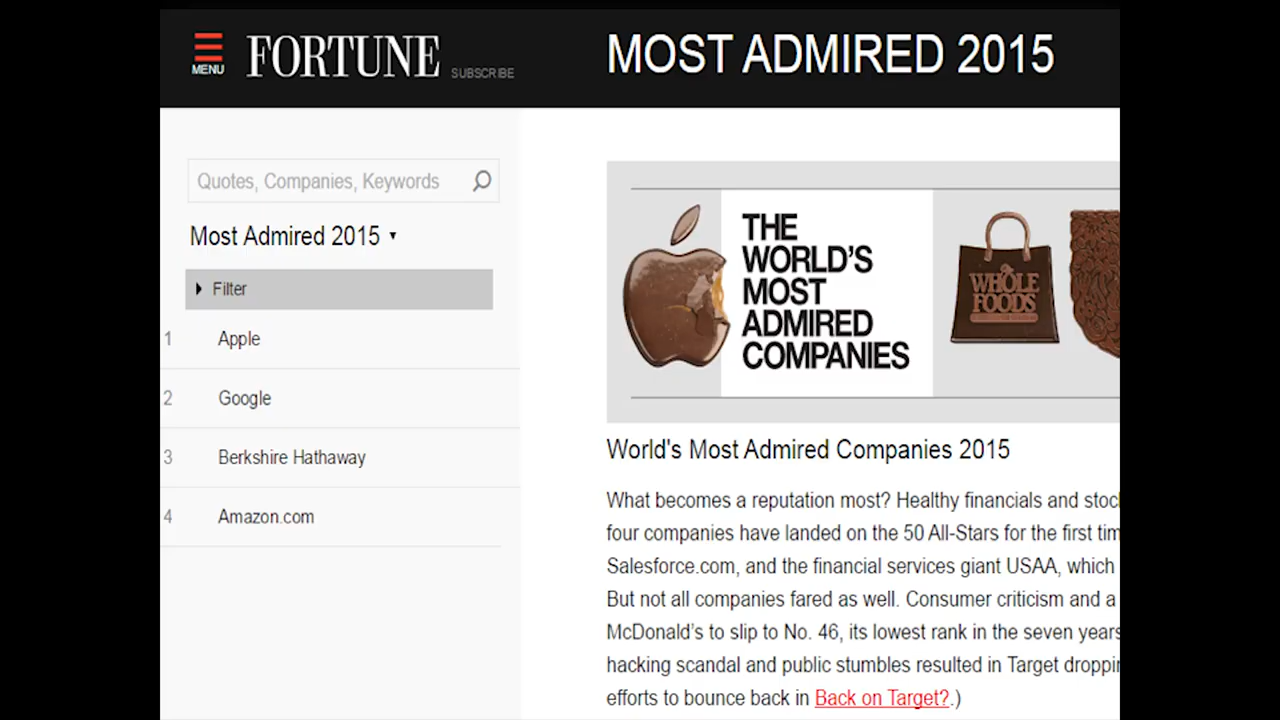 MENU
FORTUNE
SUBSCRIBE
MOST ADMIRED 2015
Quotes, Companies, Keywords
Most Admired 2015
Filter
1 Apple
2 Google
3 Berkshire Hathaway
4 Amazon.com
THE
WORLD'S
MOST
ADMIRED
COMPANIES
WHOLE
FOODS
World's Most Admired Companies 2015
What becomes a reputation most? Healthy financials and stoc
four companies have landed on the 50 All-Stars for the first tim
Salesforce.com, and the financial services giant USAA, which
But not all companies fared as well. Consumer criticism and a
McDonald's to slip to No. 46, its lowest rank in the seven years
hacking scandal and public stumbles resulted in Target droppi
efforts to bounce back in Back on Target?.)